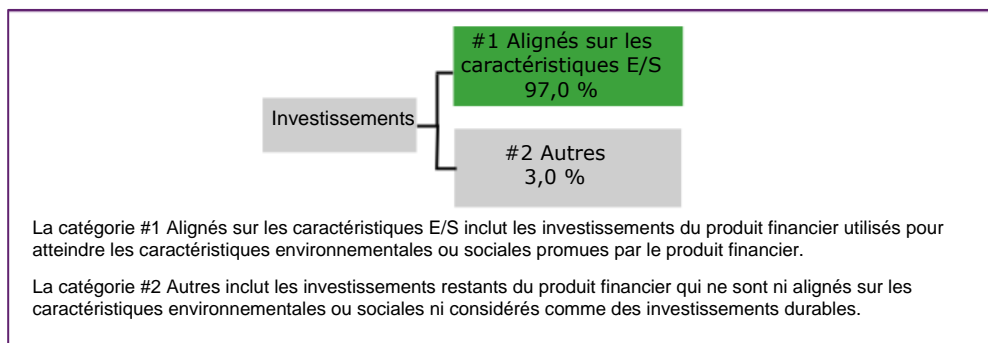 #1 Alignés sur les
caractéristiques E/S
97,0 %
Investissements
#2 Autres
3,0 %
La catégorie #1 Alignés sur les caractéristiques E/S inclut les investissements du produit financier utilisés pour
atteindre les caractéristiques environnementales ou sociales promues par le produit financier.
La catégorie #2 Autres inclut les investissements restants du produit financier qui ne sont ni alignés sur les
caractéristiques environnementales ou sociales ni considérés comme des investissements durables.